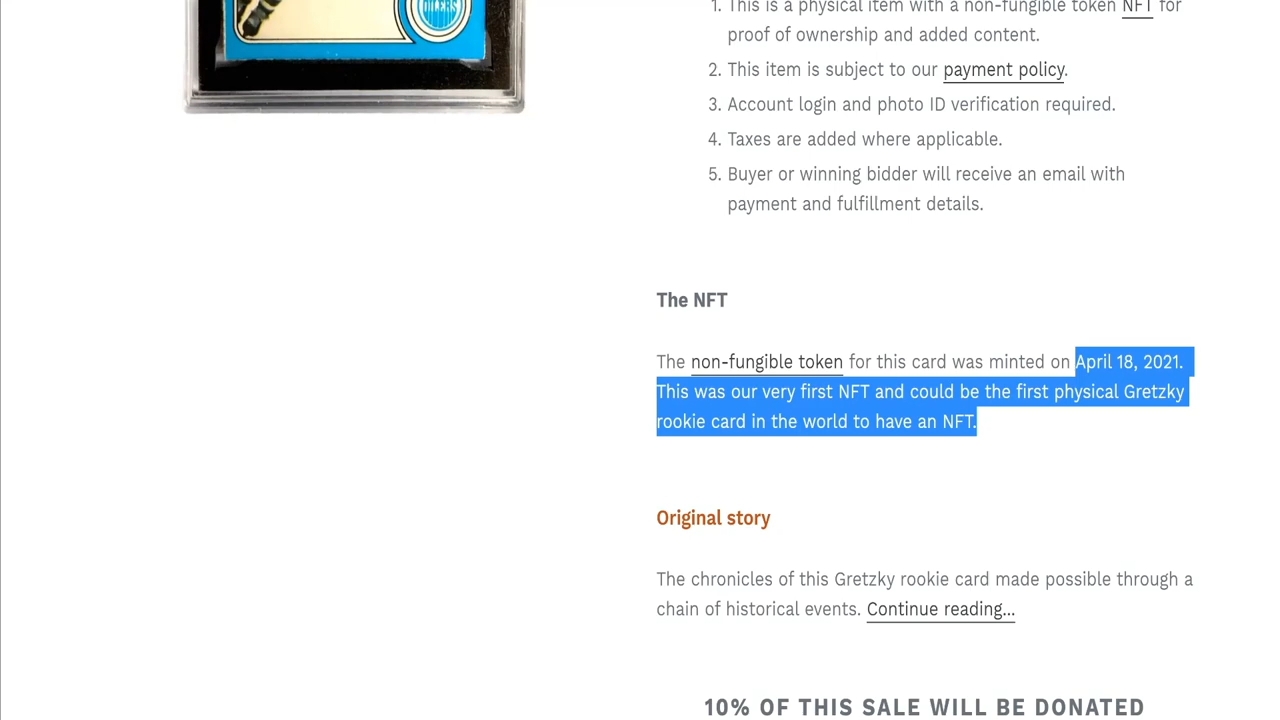 OILERS
1. This is a physical item with a non-fungible token NFT for
proof of ownership and added content.
2. This item is subject to our payment policy.
3. Account login and photo ID verification required.
4. Taxes are added where applicable.
5. Buyer or winning bidder will receive an email with
payment and fulfillment details.
The NFT
The non-fungible token for this card was minted on April 18, 2021.
This was our very first NFT and could be the first physical Gretzky
rookie card in the world to have an NFT.
Original story
The chronicles of this Gretzky rookie card made possible through a
chain of historical events. Continue reading...
10% OF THIS SALE WILL BE DONATED